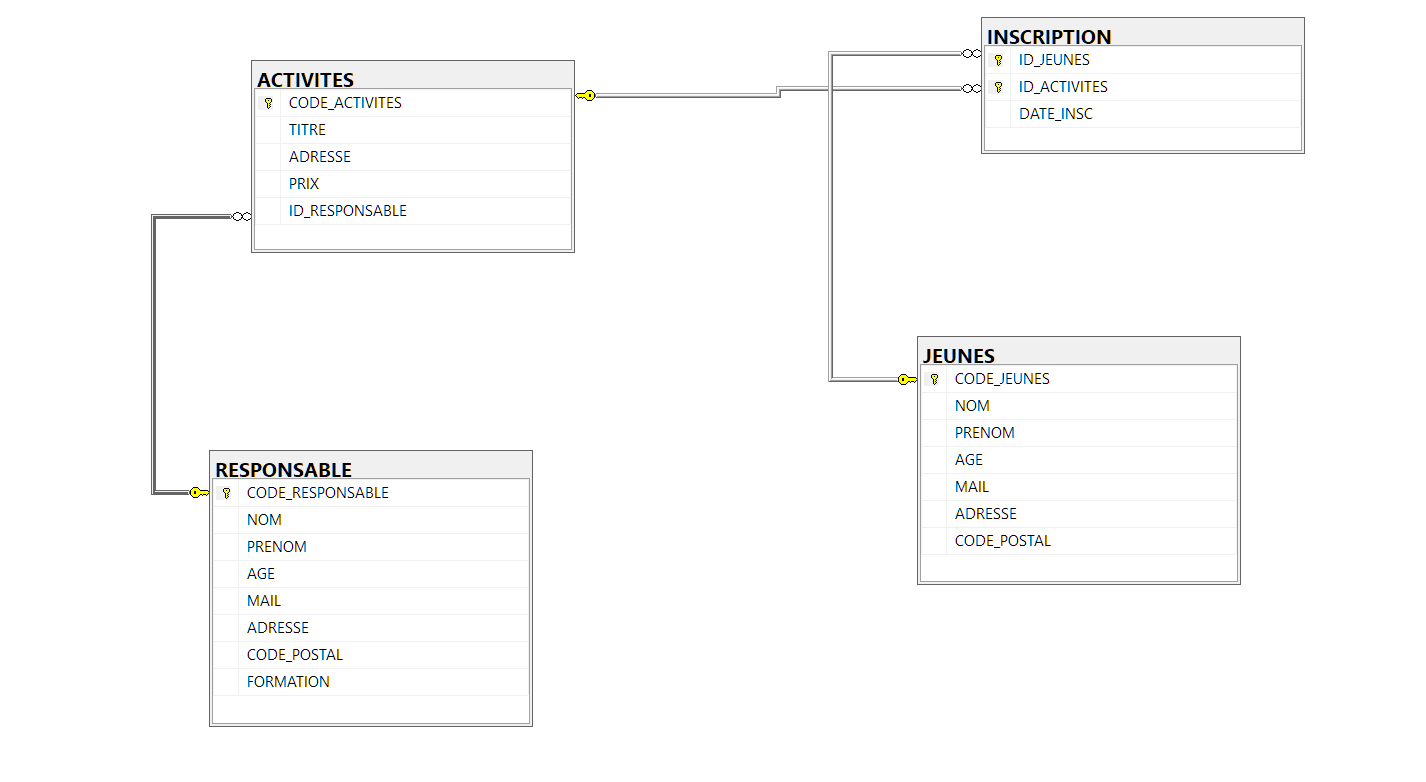 ACTIVITES
CODE_ACTIVITES
TITRE
ADRESSE
PRIX
ID_RESPONSABLE
INSCRIPTION
ID_JEUNES
ID_ACTIVITES
DATE_INSC
JEUNES
CODE_JEUNES
NOM
PRENOM
AGE
MAIL
ADRESSE
CODE_POSTAL
RESPONSABLE
CODE_RESPONSABLE
NOM
PRENOM
AGE
MAIL
ADRESSE
CODE_POSTAL
FORMATION